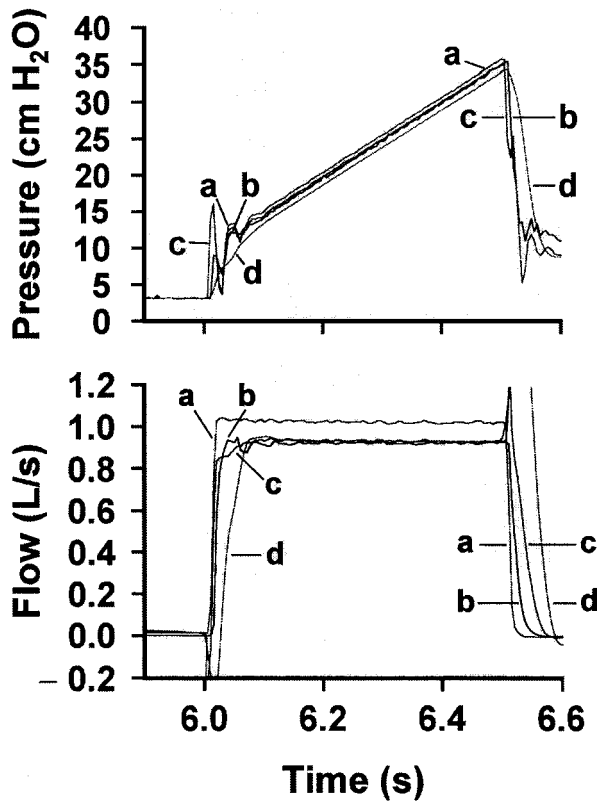 Pressure (cm H₂O)
40
35
30
25
20
15
10
5
0
a
c
b
a
b
d
c
d
Flow (L/s)
1.2
1.0
0.8
0.6
0.4
0.2
0.0
– 0.2
a
b
c
d
a
c
b
d
6.0 6.2 6.4 6.6
Time (s)